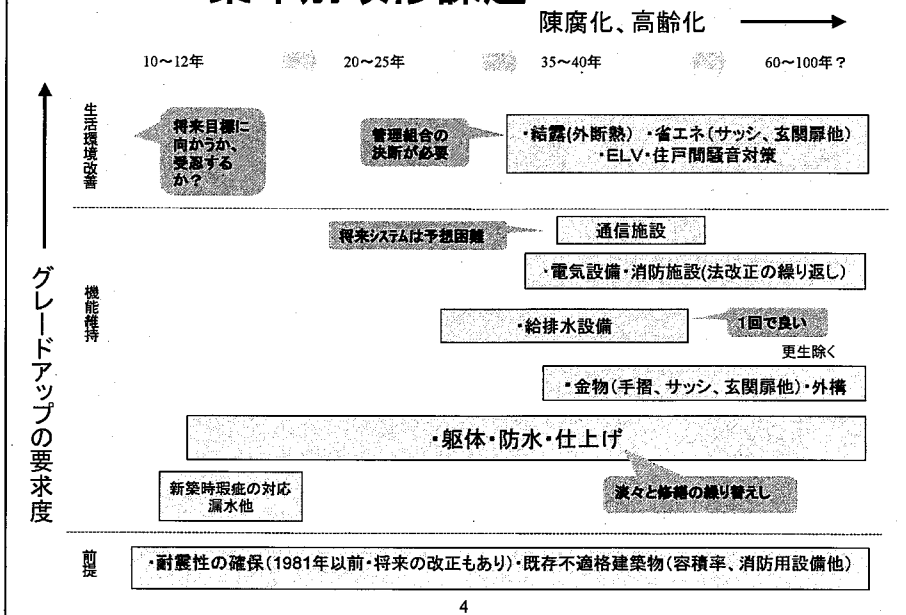 陳腐化、高齢化
10～12年
20～25年
35～40年
60～100年？
生活環境改善
将来目標に
向かうか、
受忍する
か？
管理組合の
決断が必要
・結露(外断熱) ・省エネ(サッシ、玄関扉他)
・ELV・住戸間騒音対策
グレードアップの要求度
機能維持
将来システムは予想困難
通信施設
・電気設備・消防施設(法改正の繰り返し)
・給排水設備
1回で良い
更生除く
・金物(手摺、サッシ、玄関扉他)・外構
・躯体・防水・仕上げ
新築時瑕疵の対応
漏水他
淡々と修繕の繰り替えし
前提
・耐震性の確保(1981年以前・将来の改正もあり)・既存不適格建築物(容積率、消防用設備他)
4